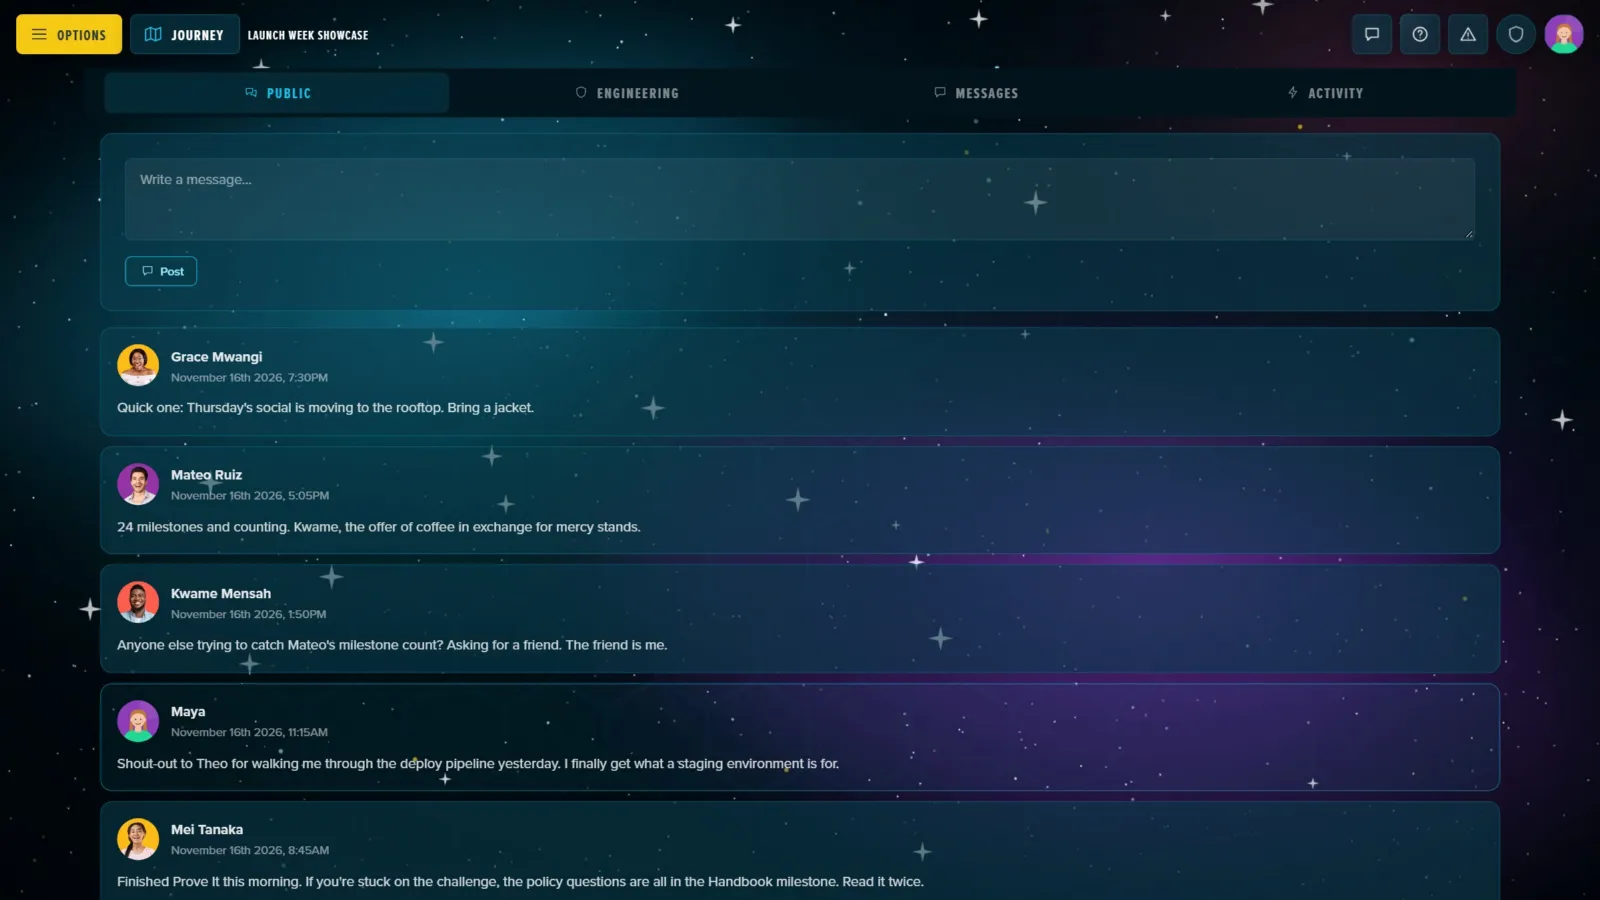 OPTIONS
JOURNEY
LAUNCH WEEK SHOWCASE
PUBLIC
ENGINEERING
MESSAGES
ACTIVITY
Write a message...
Post
Grace Mwangi
November 16th 2026, 7:30PM
Quick one: Thursday's social is moving to the rooftop. Bring a jacket.
Mateo Ruiz
November 16th 2026, 5:05PM
24 milestones and counting. Kwame, the offer of coffee in exchange for mercy stands.
Kwame Mensah
November 16th 2026, 1:50PM
Anyone else trying to catch Mateo's milestone count? Asking for a friend. The friend is me.
Maya
November 16th 2026, 11:15AM
Shout-out to Theo for walking me through the deploy pipeline yesterday. I finally get what a staging environment is for.
Mei Tanaka
November 16th 2026, 8:45AM
Finished Prove It this morning. If you're stuck on the challenge, the policy questions are all in the Handbook milestone. Read it twice.